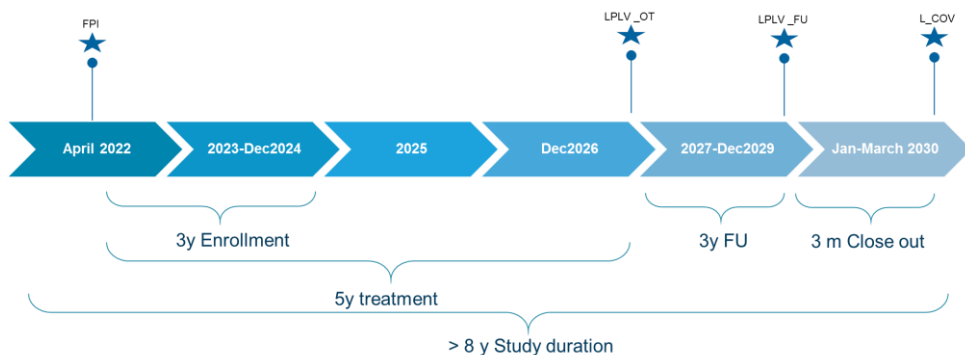 FPI
LPLV _OT
LPLV _FU
L_COV
April 2022
2023-Dec2024
2025
Dec2026
2027-Dec2029
Jan-March 2030
3y Enrollment
3y FU
3 m Close out
5y treatment
> 8 y Study duration